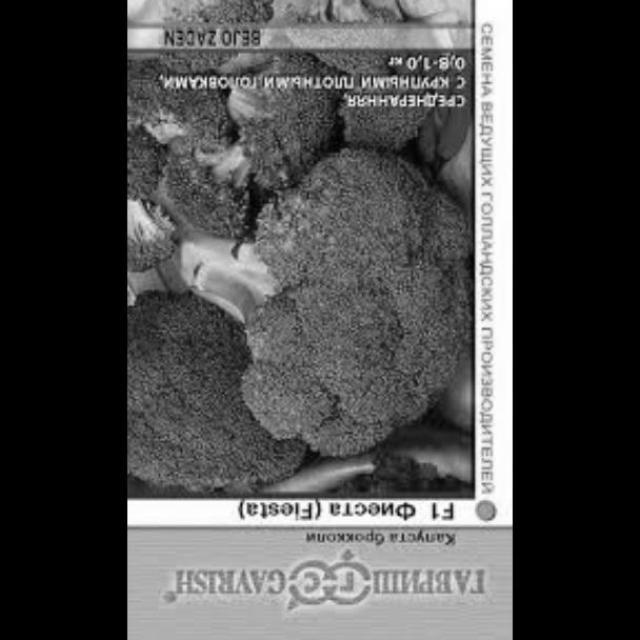 ГАВРИШ GAVRISH®
Капуста брокколи
F1 Фиеста (Fiesta)
СЕМЕНА ВЕДУЩИХ ГОЛЛАНДСКИХ ПРОИЗВОДИТЕЛЕЙ
СРЕДНЕРАННЯЯ,
С КРУПНЫМИ ПЛОТНЫМИ ГОЛОВКАМИ,
0,8-1,0 кг
BEJO ZADEN